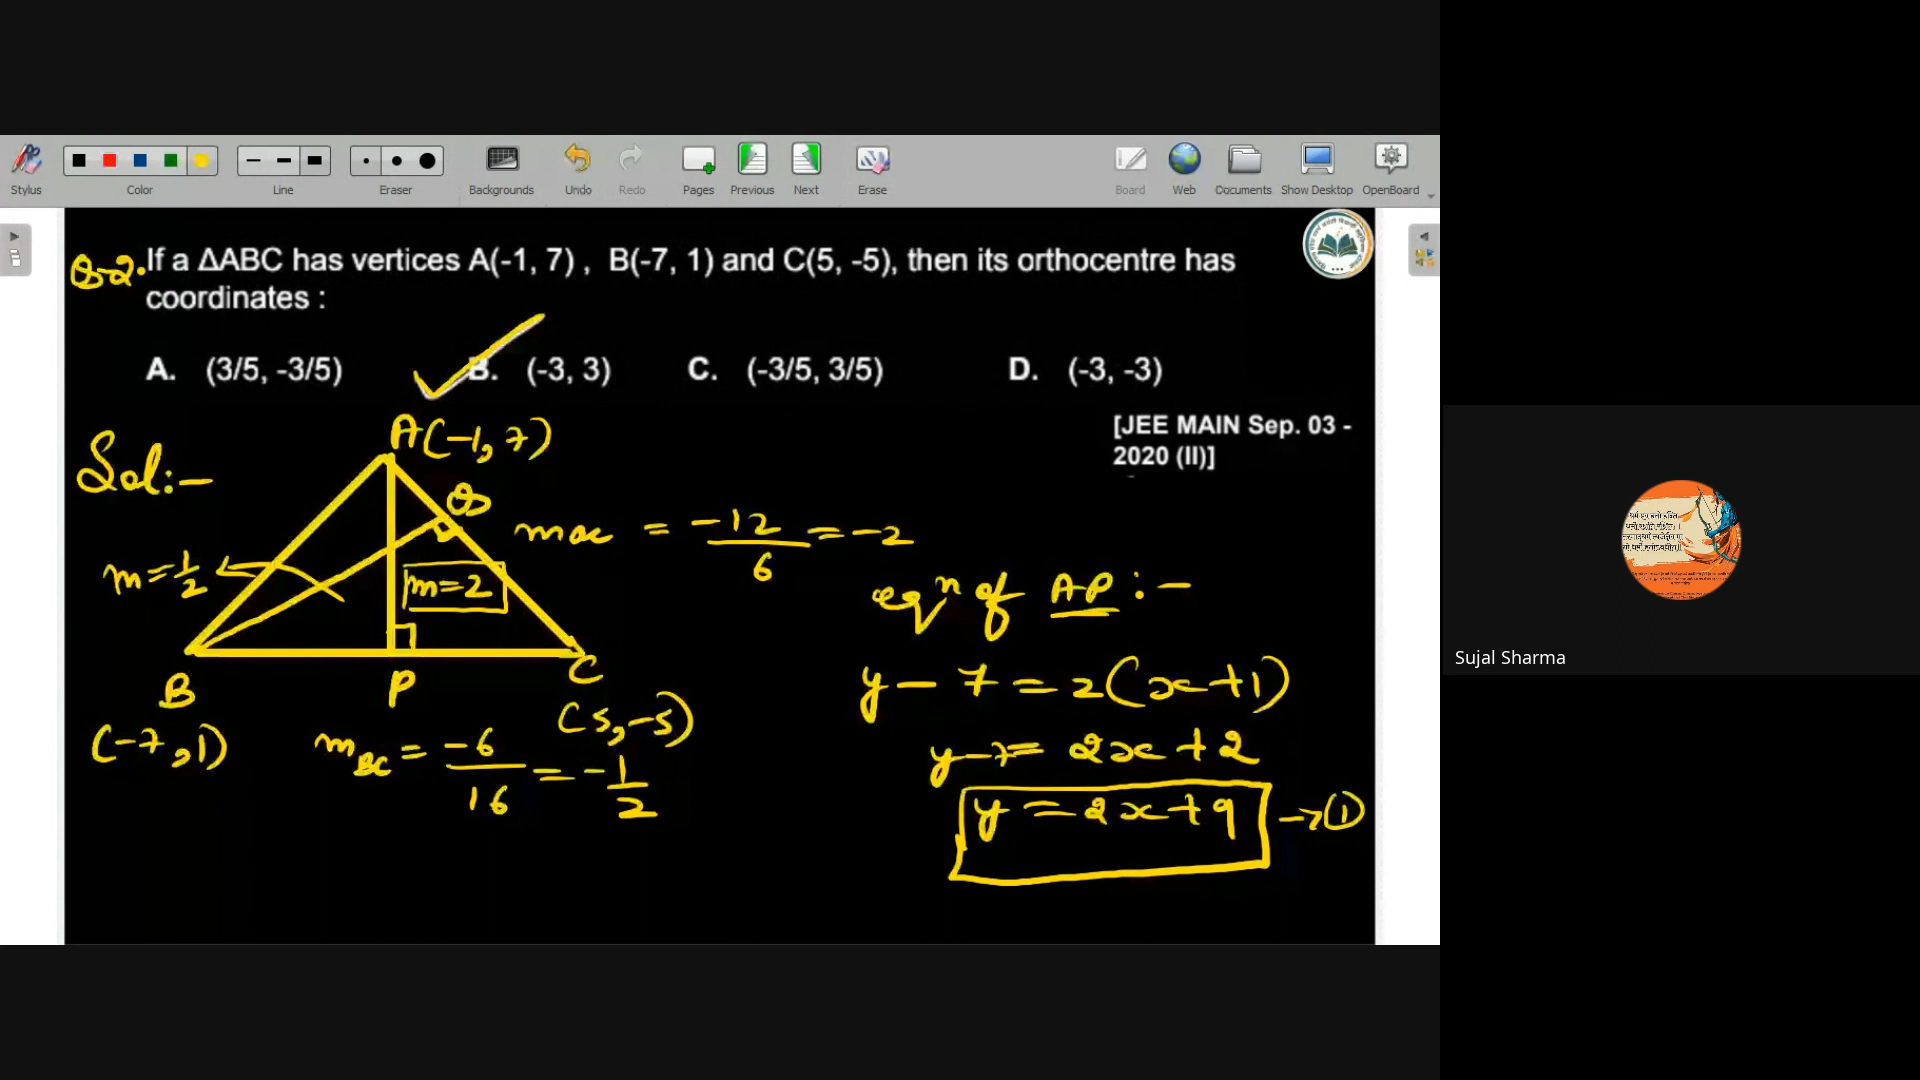 Stylus Color Line Eraser Backgrounds Undo Redo Pages Previous Next Erase Board Web Documents Show Desktop OpenBoard
Q-2. If a ΔABC has vertices A(-1, 7) , B(-7, 1) and C(5, -5), then its orthocentre has
coordinates :
A. (3/5, -3/5) B. (-3, 3) C. (-3/5, 3/5) D. (-3, -3)
[JEE MAIN Sep. 03 -
2020 (II)]
Sol:-
A(-1, 7)
Q
m=1/2
m=2
B
P
C
(-7, 1)
(5, -5)
mAC = -12/6 = -2
mBC = -6/16 = -1/2
eqn of AP :-
y - 7 = 2(x+1)
y-7= 2x+2
y = 2x+9 →①
Sujal Sharma